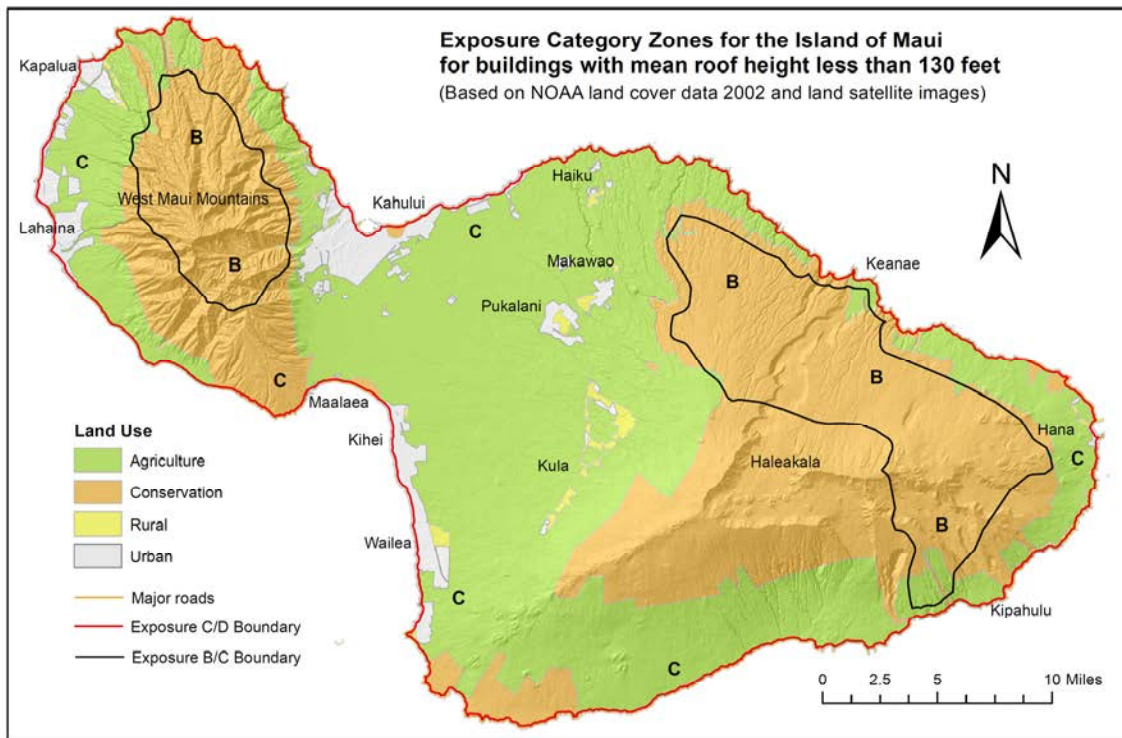 Exposure Category Zones for the Island of Maui
for buildings with mean roof height less than 130 feet
(Based on NOAA land cover data 2002 and land satellite images)
Kapalua
B
C
West Maui Mountains
Lahaina
B
C
Kahului
Haiku
C
Makawao
Pukalani
N
Keanae
B
B
Maalaea
Kihei
Kula
Haleakala
Hana
C
B
Wailea
C
Kipahulu
C
Land Use
Agriculture
Conservation
Rural
Urban
Major roads
Exposure C/D Boundary
Exposure B/C Boundary
0 2.5 5 10 Miles